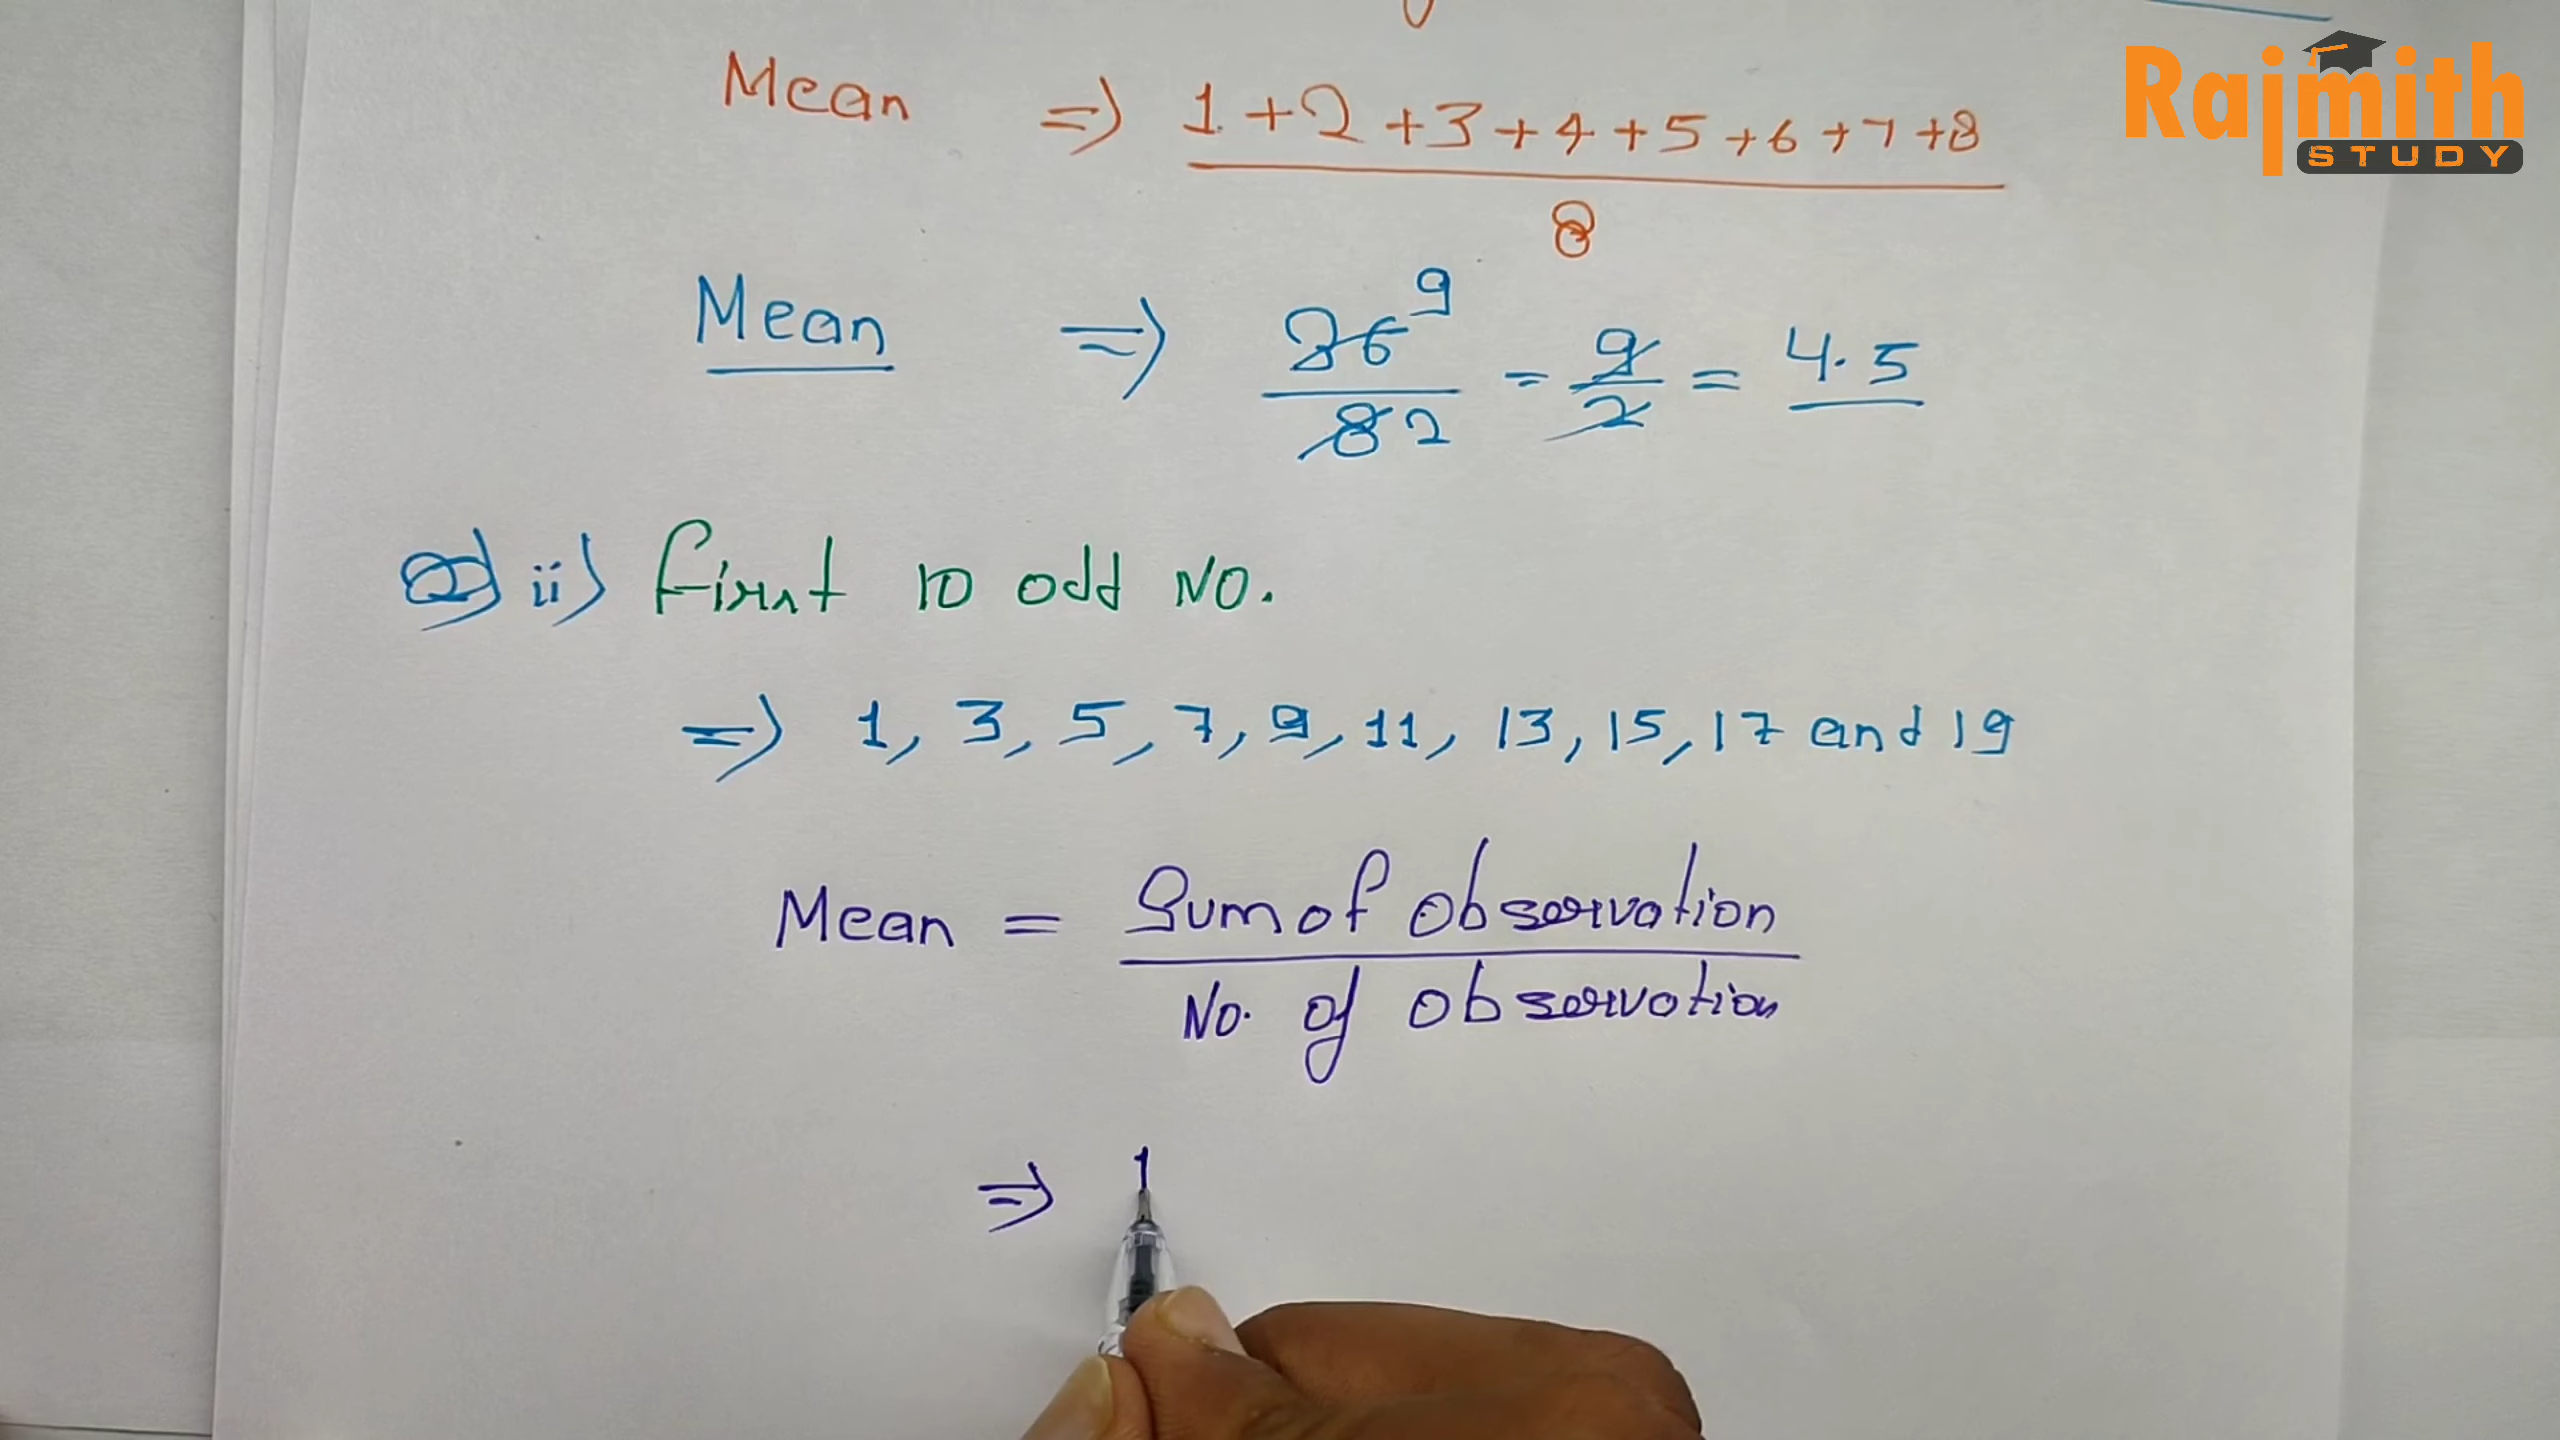 Rajmith
STUDY
Mean => 1+2+3+4+5+6+7+8
8
Mean => 36 9
8 2
= 9/2 = 4.5
Q) ii) first 10 odd NO.
=> 1, 3, 5, 7, 9, 11, 13, 15, 17 and 19
Mean = Sum of observation
No. of observation
=> 1